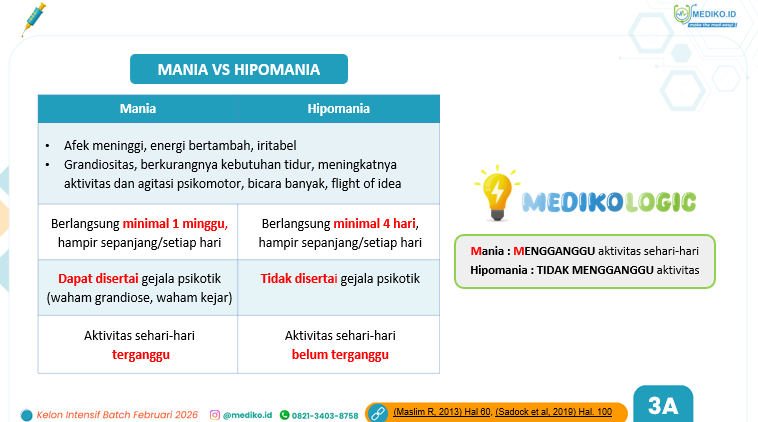 MEDIKO.ID
MANIA VS HIPOMANIA
Mania
Hipomania
• Afek meninggi, energi bertambah, iritabel
• Grandiositas, berkurangnya kebutuhan tidur, meningkatnya
aktivitas dan agitasi psikomotor, bicara banyak, flight of idea
Berlangsung minimal 1 minggu,
hampir sepanjang/setiap hari
Berlangsung minimal 4 hari,
hampir sepanjang/setiap hari
Dapat disertai gejala psikotik
(waham grandiose, waham kejar)
Tidak disertai gejala psikotik
Aktivitas sehari-hari
terganggu
Aktivitas sehari-hari
belum terganggu
MEDIKOLOGIC
Mania : MENGGANGGU aktivitas sehari-hari
Hipomania : TIDAK MENGGANGGU aktivitas
Kelon Intensif Batch Februari 2026
@mediko.id
0821-3403-8758
(Maslim R, 2013) Hal 60, (Sadock et al, 2019) Hal. 100
3A